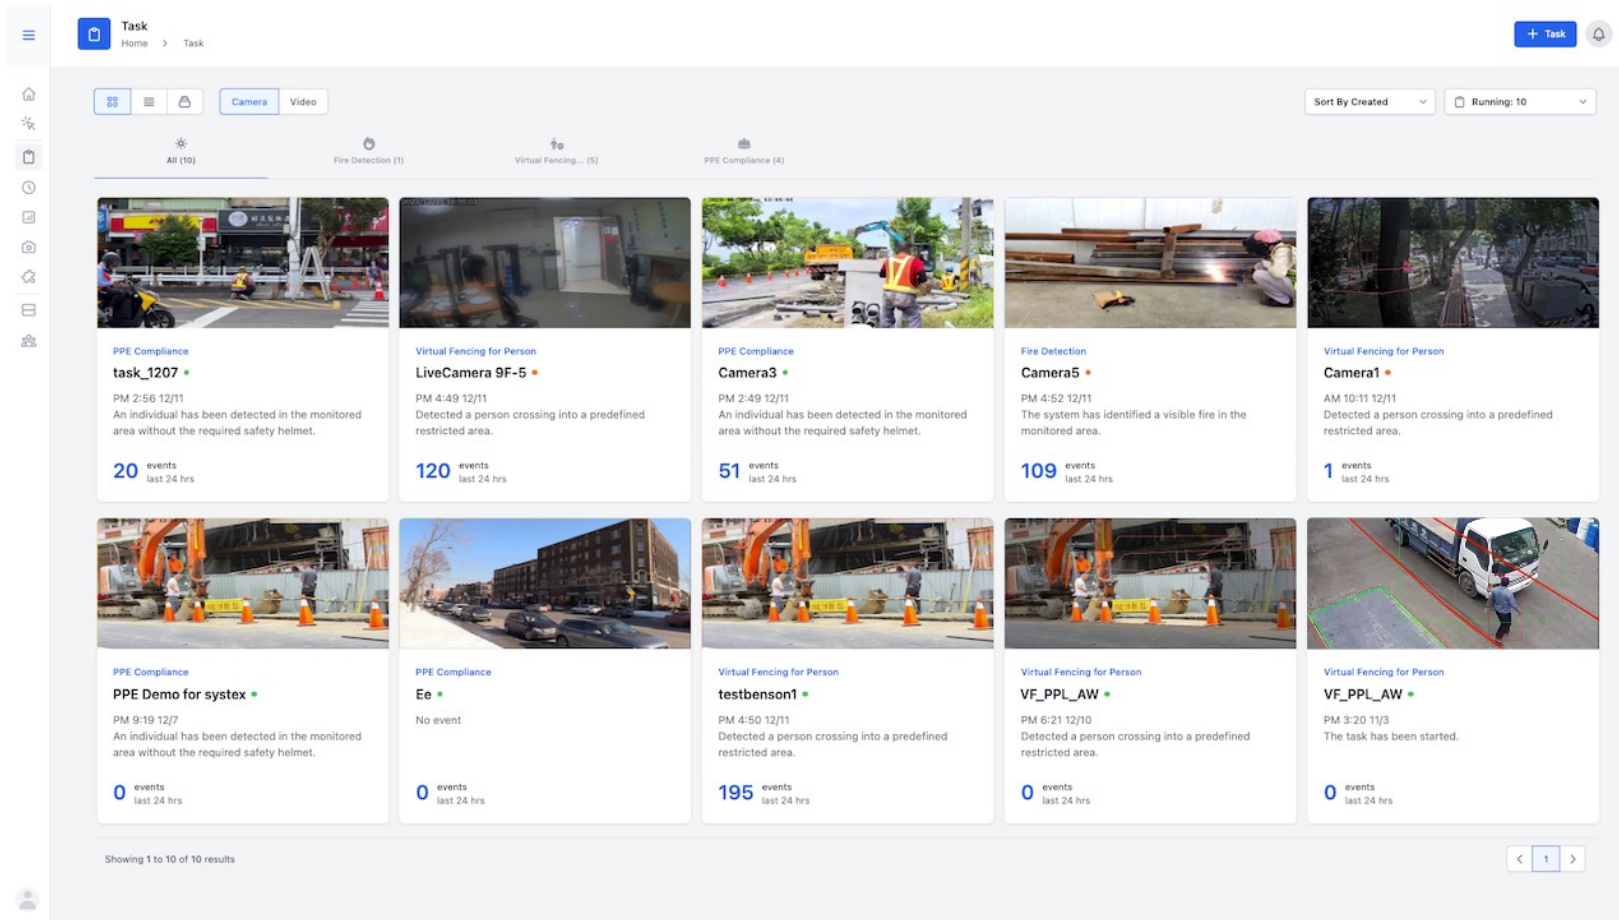 Task
Home > Task
+ Task
Camera
Video
Sort By Created
Running: 10
All (10)
Fire Detection (1)
Virtual Fencing... (5)
PPE Compliance (4)
PPE Compliance
task_1207
PM 2:56 12/11
An individual has been detected in the monitored
area without the required safety helmet.
20 events
last 24 hrs
Virtual Fencing for Person
LiveCamera 9F-5
PM 4:49 12/11
Detected a person crossing into a predefined
restricted area.
120 events
last 24 hrs
PPE Compliance
Camera3
PM 2:49 12/11
An individual has been detected in the monitored
area without the required safety helmet.
51 events
last 24 hrs
Fire Detection
Camera5
PM 4:52 12/11
The system has identified a visible fire in the
monitored area.
109 events
last 24 hrs
Virtual Fencing for Person
Camera1
AM 10:11 12/11
Detected a person crossing into a predefined
restricted area.
1 events
last 24 hrs
PPE Compliance
PPE Demo for systex
PM 9:19 12/7
An individual has been detected in the monitored
area without the required safety helmet.
0 events
last 24 hrs
PPE Compliance
Ee
No event
0 events
last 24 hrs
Virtual Fencing for Person
testbenson1
PM 4:50 12/11
Detected a person crossing into a predefined
restricted area.
195 events
last 24 hrs
Virtual Fencing for Person
VF_PPL_AW
PM 6:21 12/10
Detected a person crossing into a predefined
restricted area.
0 events
last 24 hrs
Virtual Fencing for Person
VF_PPL_AW
PM 3:20 11/3
The task has been started.
0 events
last 24 hrs
Showing 1 to 10 of 10 results
< 1 >